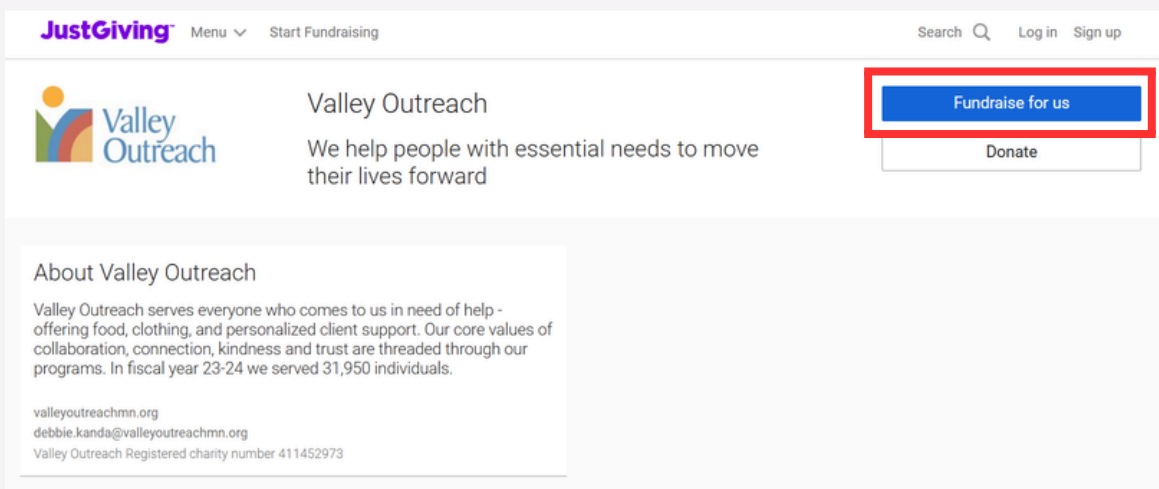 JustGiving™ Menu Start Fundraising Search Log in Sign up
Valley
Outreach
Valley Outreach
We help people with essential needs to move
their lives forward
Fundraise for us
Donate
About Valley Outreach
Valley Outreach serves everyone who comes to us in need of help -
offering food, clothing, and personalized client support. Our core values of
collaboration, connection, kindness and trust are threaded through our
programs. In fiscal year 23-24 we served 31,950 individuals.
valleyoutreachmn.org
debbie.kanda@valleyoutreachmn.org
Valley Outreach Registered charity number 411452973